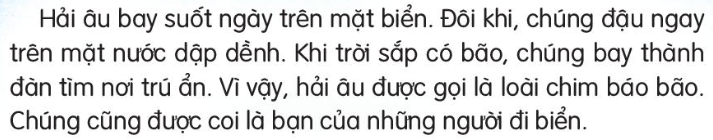 Hải âu bay suốt ngày trên mặt biển. Đôi khi, chúng đậu ngay
trên mặt nước dập dềnh. Khi trời sắp có bão, chúng bay thành
đàn tìm nơi trú ẩn. Vì vậy, hải âu được gọi là loài chim báo bão.
Chúng cũng được coi là bạn của những người đi biển.